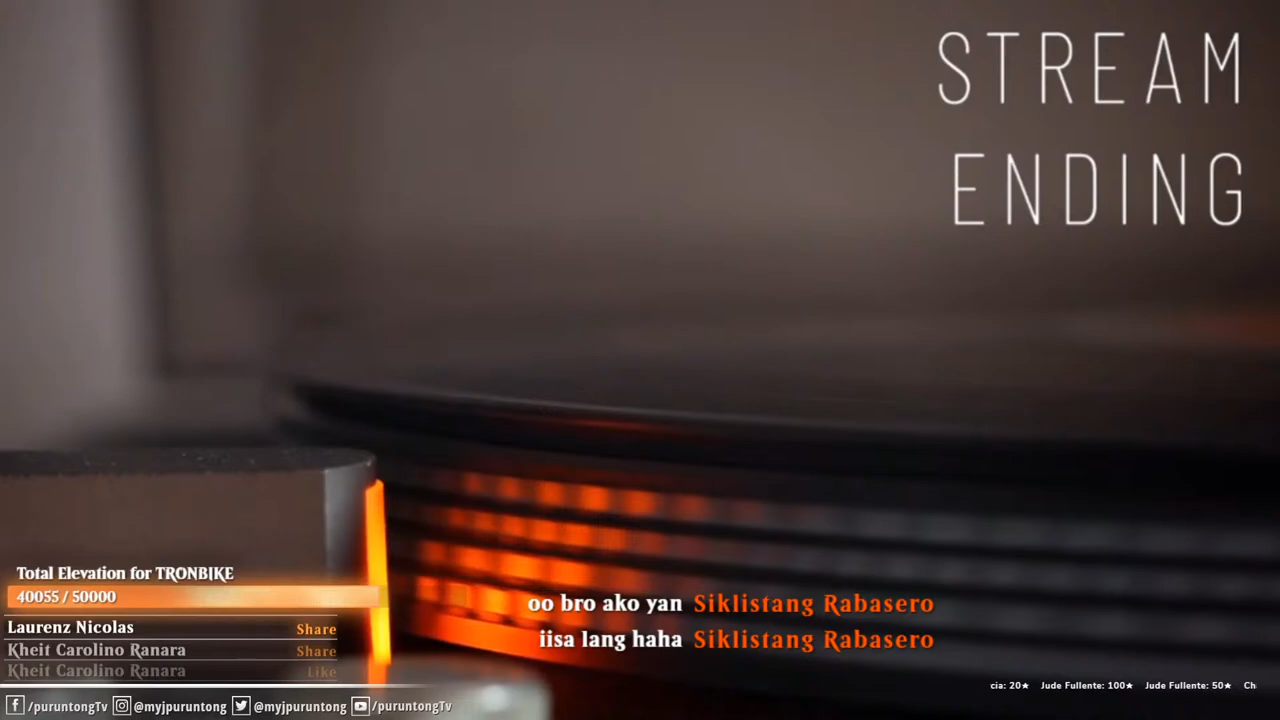 STREAM
ENDING
Total Elevation for TRONBIKE
40055 / 50000
Laurenz Nicolas Share
Kheit Carolino Ranara Share
Kheit Carolino Ranara Like
oo bro ako yan Siklistang Rabasero
iisa lang haha Siklistang Rabasero
cia: 20★ Jude Fullente: 100★ Jude Fullente: 50★ Ch
/puruntongTv @myjpuruntong @myjpuruntong /puruntongTv